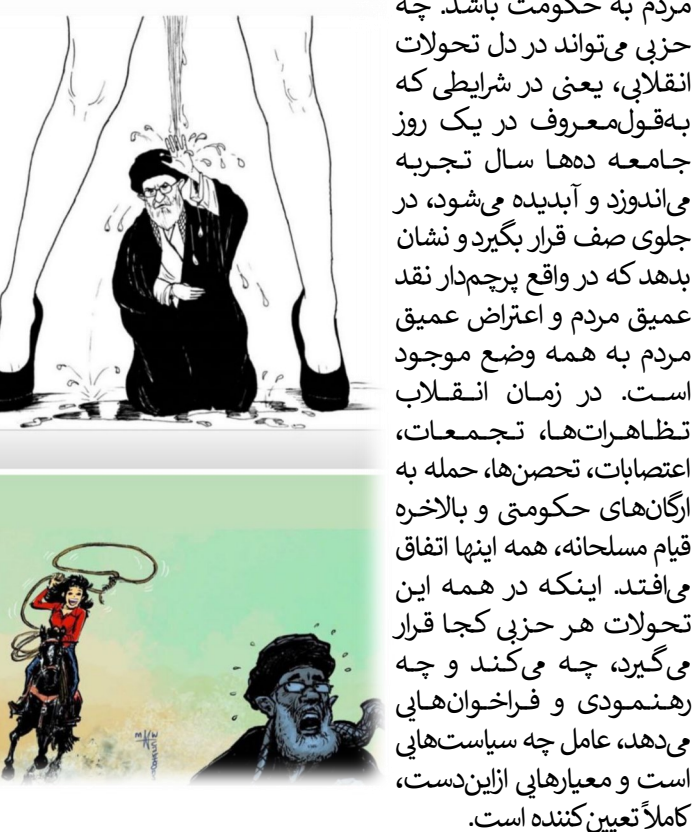 مردم به حکومت باشد. چه
حزبی می‌تواند در دل تحولات
انقلابی، یعنی در شرایطی که
به‌قول‌معروف در یک روز
جامعه ده‌ها سال تجربه
می‌اندوزد و آبدیده می‌شود، در
جلوی صف قرار بگیرد و نشان
بدهد که در واقع پرچم‌دار نقد
عمیق مردم و اعتراض عمیق
مردم به همه وضع موجود
است. در زمان انقلاب
تظاهرات‌ها، تجمعات،
اعتصابات، تحصن‌ها، حمله به
ارگان‌های حکومتی و بالاخره
قیام مسلحانه، همه اینها اتفاق
می‌افتد. اینکه در همه این
تحولات هر حزبی کجا قرار
می‌گیرد، چه می‌کند و چه
رهنمودی و فراخوان‌هایی
می‌دهد، عامل چه سیاست‌هایی
است و معیارهایی ازاین‌دست،
کاملاً تعیین‌کننده است.